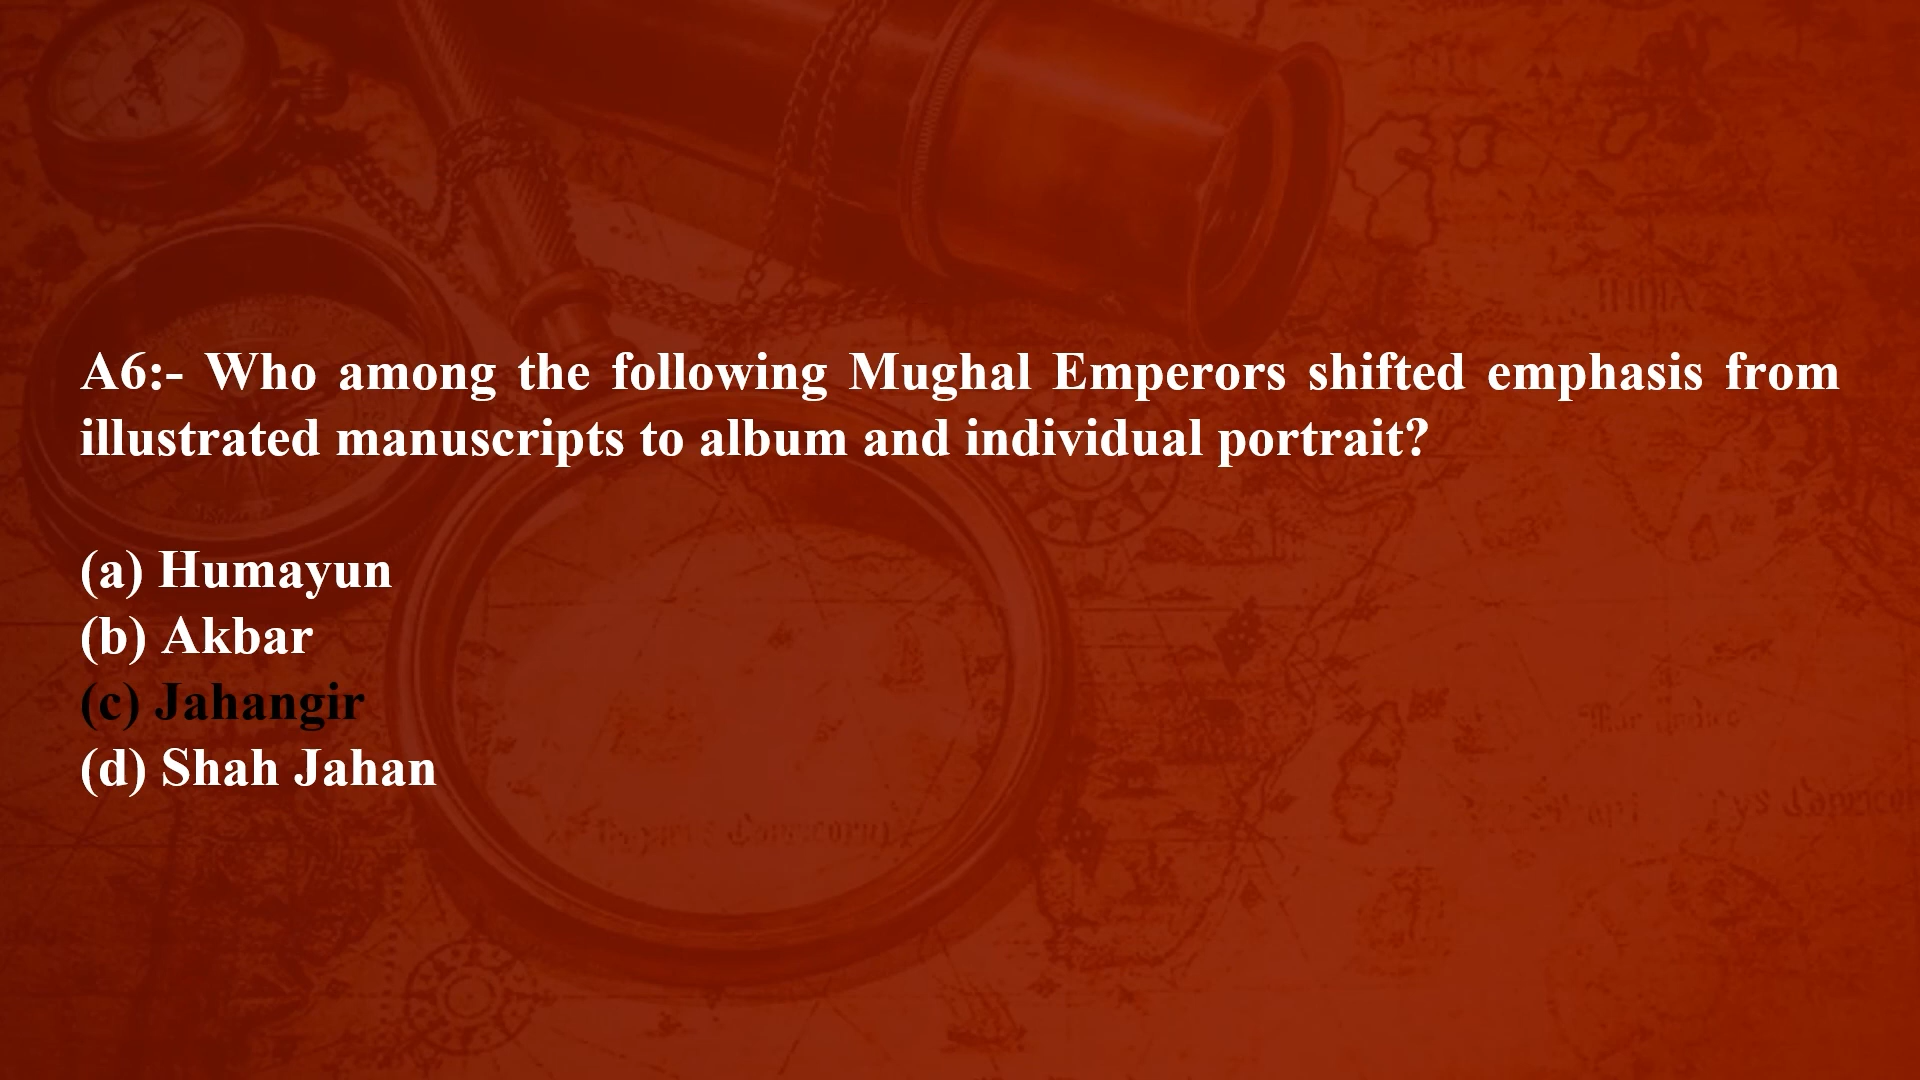 A6:- Who among the following Mughal Emperors shifted emphasis from
illustrated manuscripts to album and individual portrait?
(a) Humayun
(b) Akbar
(c) Jahangir
(d) Shah Jahan